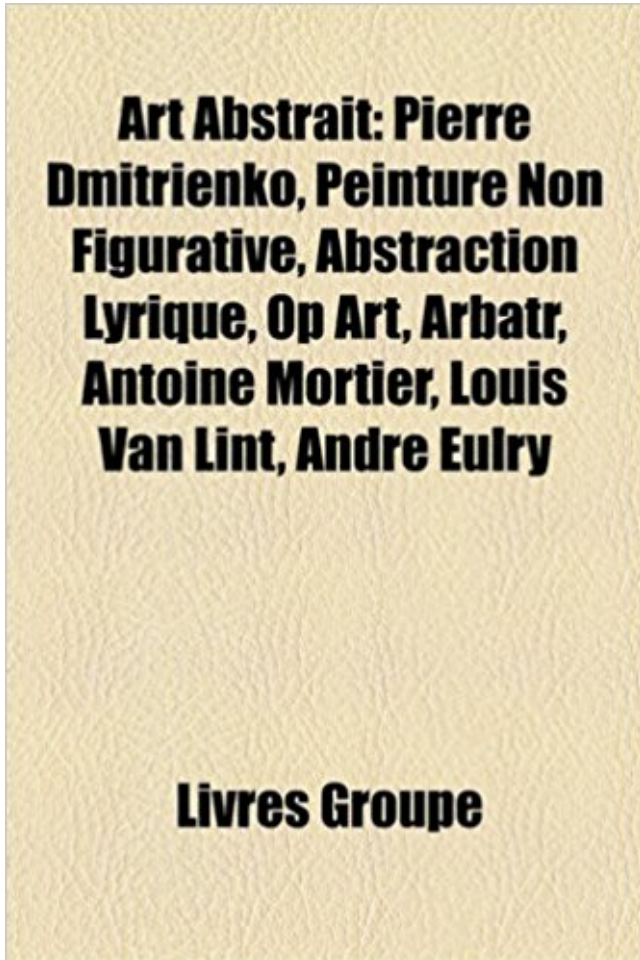 Art Abstrait: Pierre
Dmitrienko, Peinture Non
Figurative, Abstraction
Lyrique, Op Art, Arbatr,
Antoine Mortier, Louis
Van Lint, Andre Eulry
Livres Groupe